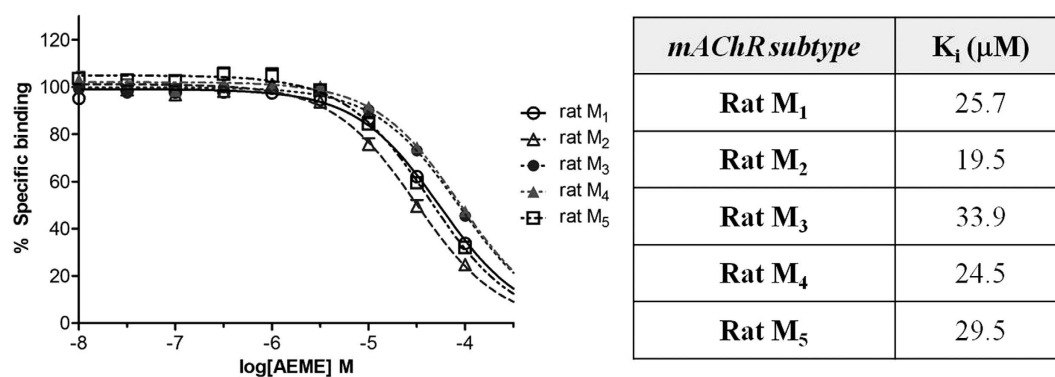 120
100
80
60
40
20
0
% Specific binding
-8 -7 -6 -5 -4
log[AEME] M
rat M₁
rat M₂
rat M₃
rat M₄
rat M₅
mAChR subtype Kᵢ (μM)
Rat M₁ 25.7
Rat M₂ 19.5
Rat M₃ 33.9
Rat M₄ 24.5
Rat M₅ 29.5